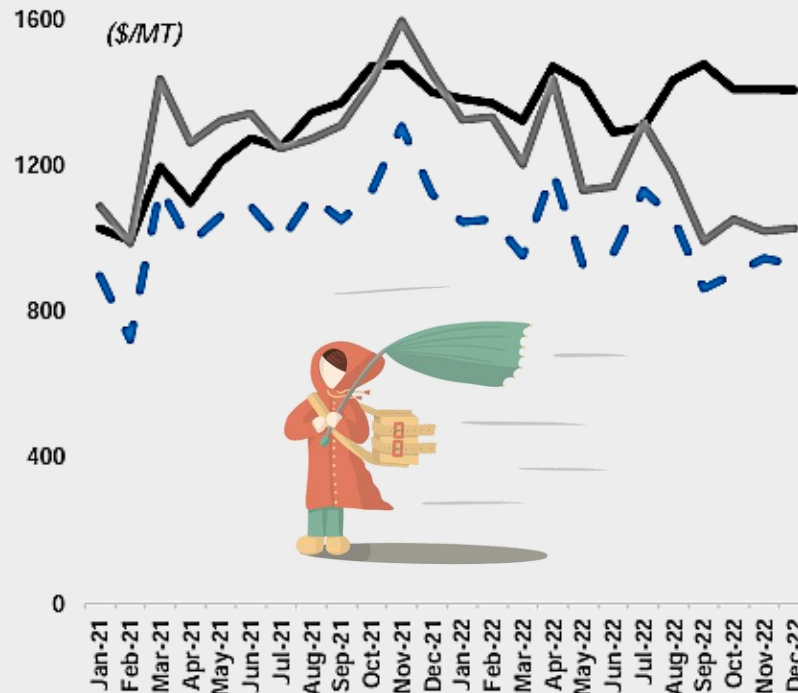 1600
($/MT)
1200
800
400
0
Jan-21
Feb-21
Mar-21
Apr-21
May-21
Jun-21
Jul-21
Aug-21
Sep-21
Oct-21
Nov-21
Dec-21
Jan-22
Feb-22
Mar-22
Apr-22
May-22
Jun-22
Jul-22
Aug-22
Sep-22
Oct-22
Nov-22
Dec-22